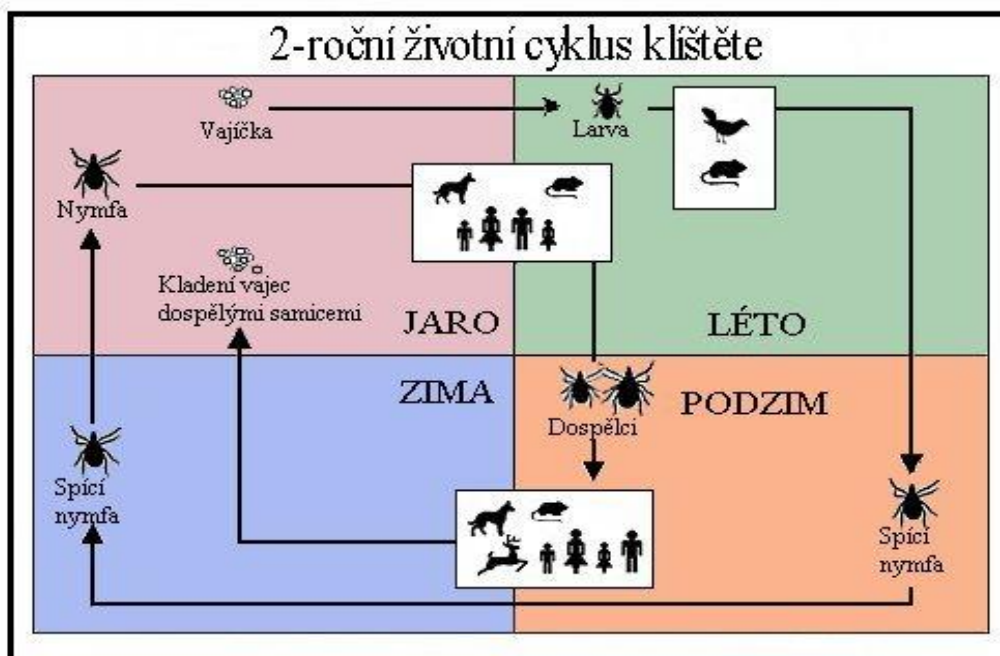 2-roční životní cyklus klíštěte
Vajíčka
Larva
Nymfa
Kladení vajec
dospělými samicemi
JARO
LÉTO
ZIMA
PODZIM
Dospělci
Spící
nymfa
Spící
nymfa